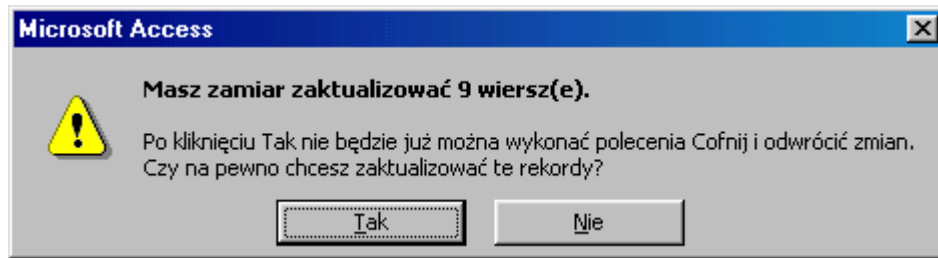 Microsoft Access
Masz zamiar zaktualizować 9 wiersz(e).
Po kliknięciu Tak nie będzie już można wykonać polecenia Cofnij i odwrócić zmian.
Czy na pewno chcesz zaktualizować te rekordy?
Tak
Nie